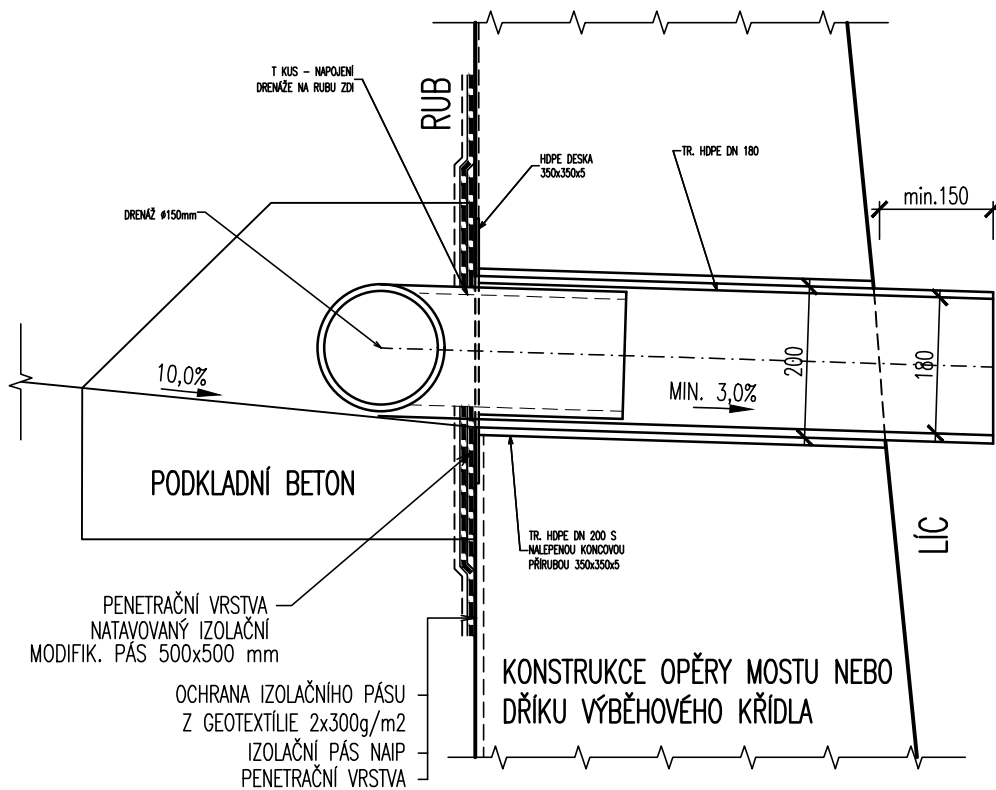 T KUS – NAPOJENÍ
DRENÁŽE NA RUBU ZDI
RUB
HDPE DESKA
350x350x5
TR. HDPE DN 180
min.150
DRENÁŽ ø150mm
10,0%
MIN. 3,0%
200
180
PODKLADNÍ BETON
TR. HDPE DN 200 S
NALEPENOU KONCOVOU
PŘÍRUBOU 350x350x5
LÍC
PENETRAČNÍ VRSTVA
NATAVOVANÝ IZOLAČNÍ
MODIFIK. PÁS 500x500 mm
OCHRANA IZOLAČNÍHO PÁSU
Z GEOTEXTÍLIE 2x300g/m2
IZOLAČNÍ PÁS NAIP
PENETRAČNÍ VRSTVA
KONSTRUKCE OPĚRY MOSTU NEBO
DŘÍKU VÝBĚHOVÉHO KŘÍDLA